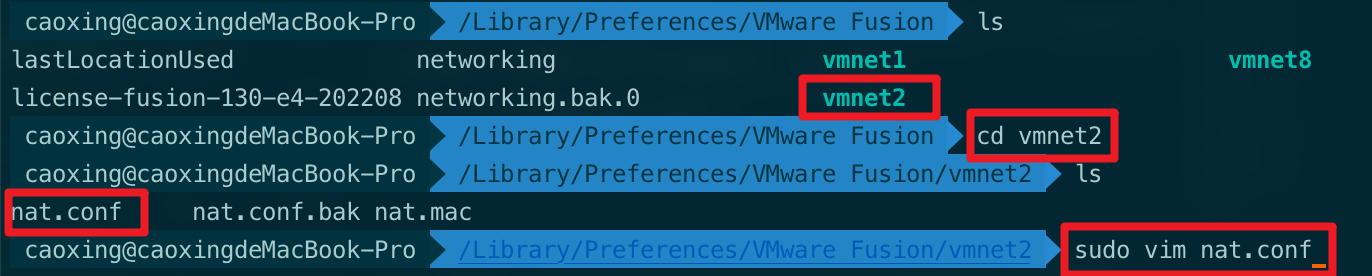 caoxing@caoxingdeMacBook-Pro /Library/Preferences/VMware Fusion ls
lastLocationUsed networking vmnet1 vmnet8
license-fusion-130-e4-202208 networking.bak.0 vmnet2
caoxing@caoxingdeMacBook-Pro /Library/Preferences/VMware Fusion cd vmnet2
caoxing@caoxingdeMacBook-Pro /Library/Preferences/VMware Fusion/vmnet2 ls
nat.conf nat.conf.bak nat.mac
caoxing@caoxingdeMacBook-Pro /Library/Preferences/VMware Fusion/vmnet2 sudo vim nat.conf